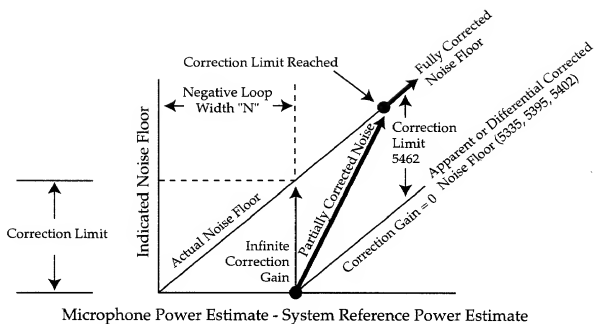 Correction Limit Reached
Fully Corrected
Noise Floor
Negative Loop
Width "N"
Correction
Limit
5462
Apparent or Differential Corrected
Noise Floor (5335, 5395, 5402)
Indicated Noise Floor
Actual Noise Floor
Partially Corrected Noise
Correction Gain = 0
Correction Limit
Infinite
Correction
Gain
Microphone Power Estimate - System Reference Power Estimate